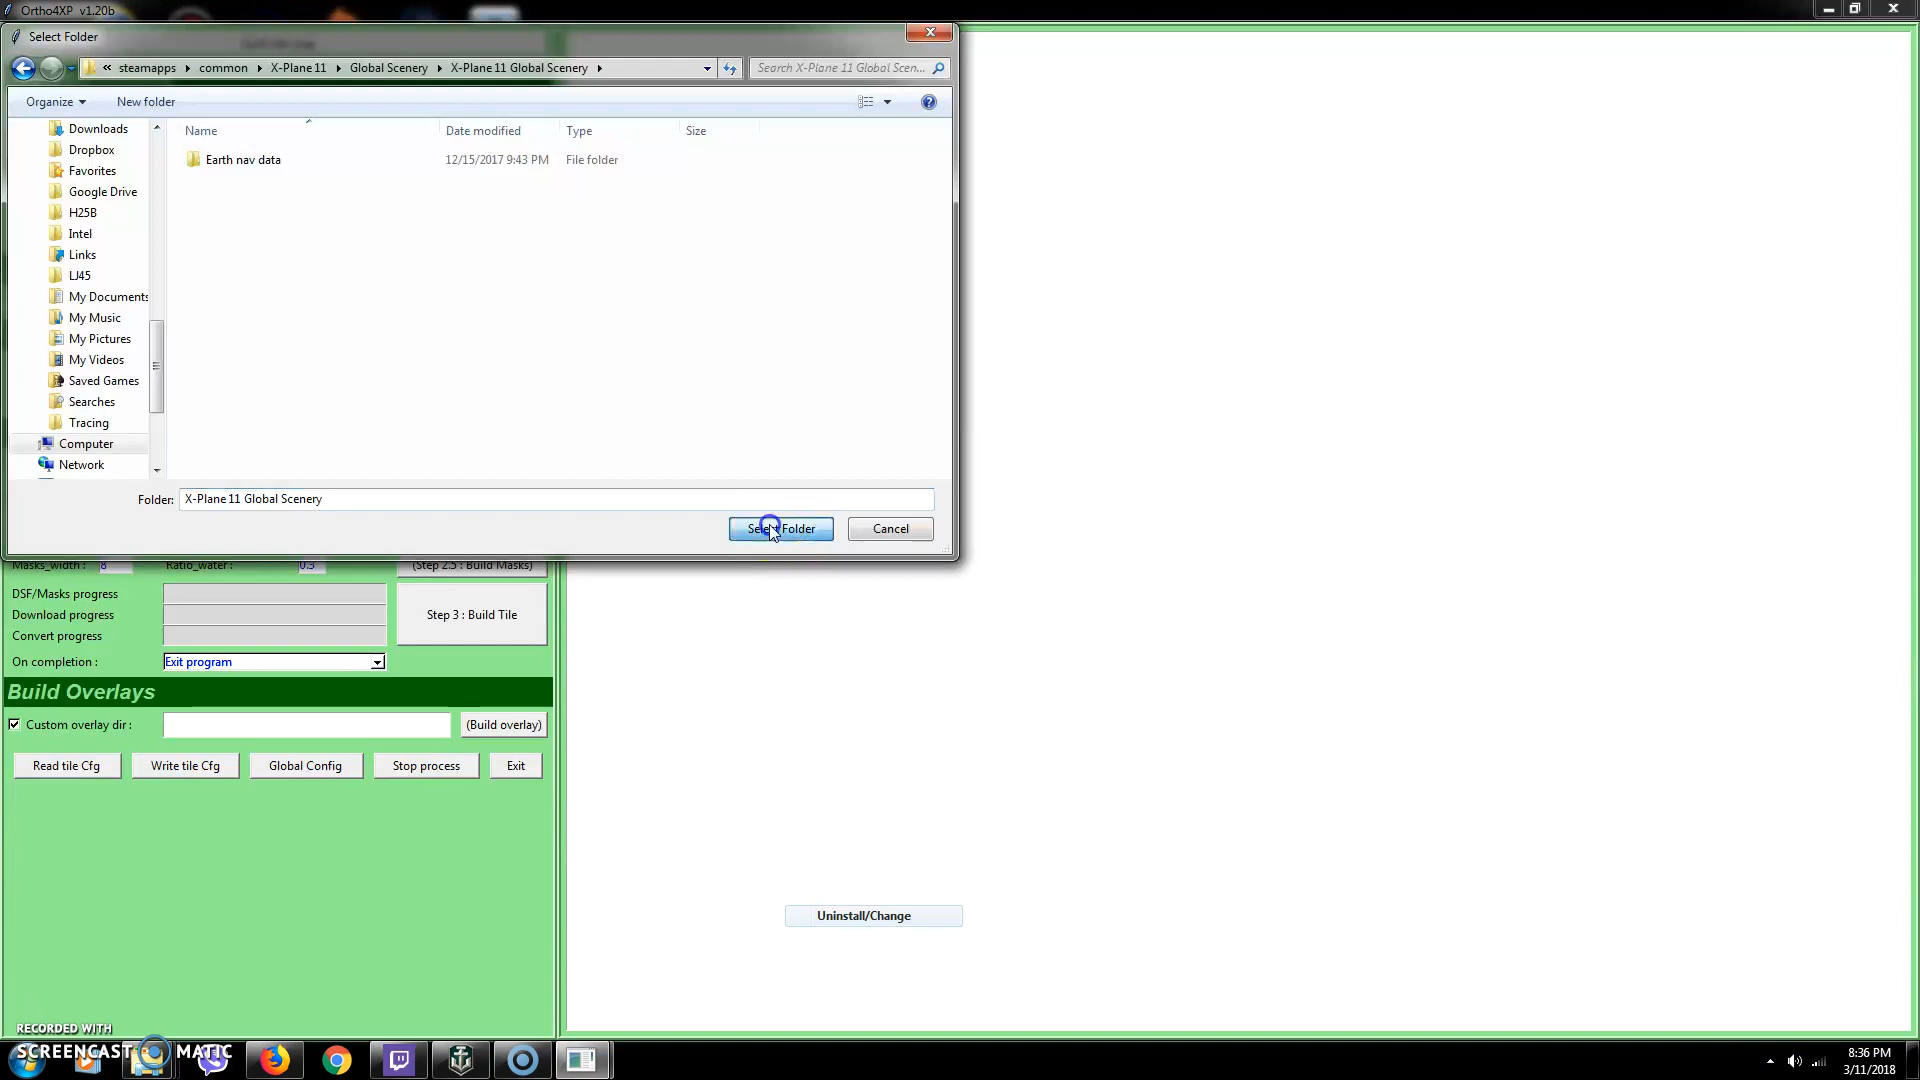 Ortho4XP v1.20b
Select Folder
« steamapps
common
X-Plane 11
Global Scenery
X-Plane 11 Global Scenery
Search X-Plane 11 Global Scen...
Organize
New folder
Downloads
Dropbox
Favorites
Google Drive
H25B
Intel
Links
LJ45
My Documents
My Music
My Pictures
My Videos
Saved Games
Searches
Tracing
Computer
Network
Name
Date modified
Type
Size
Earth nav data
12/15/2017 9:43 PM
File folder
Folder:
X-Plane 11 Global Scenery
Select Folder
Cancel
Masks_width : 8
Ratio_water : 0.3
(Step 2.5 : Build Masks)
DSF/Masks progress
Download progress
Convert progress
Step 3 : Build Tile
On completion :
Exit program
Build Overlays
Custom overlay dir :
(Build overlay)
Read tile Cfg
Write tile Cfg
Global Config
Stop process
Exit
Uninstall/Change
RECORDED WITH
SCREENCAST MATIC
8:36 PM
3/11/2018